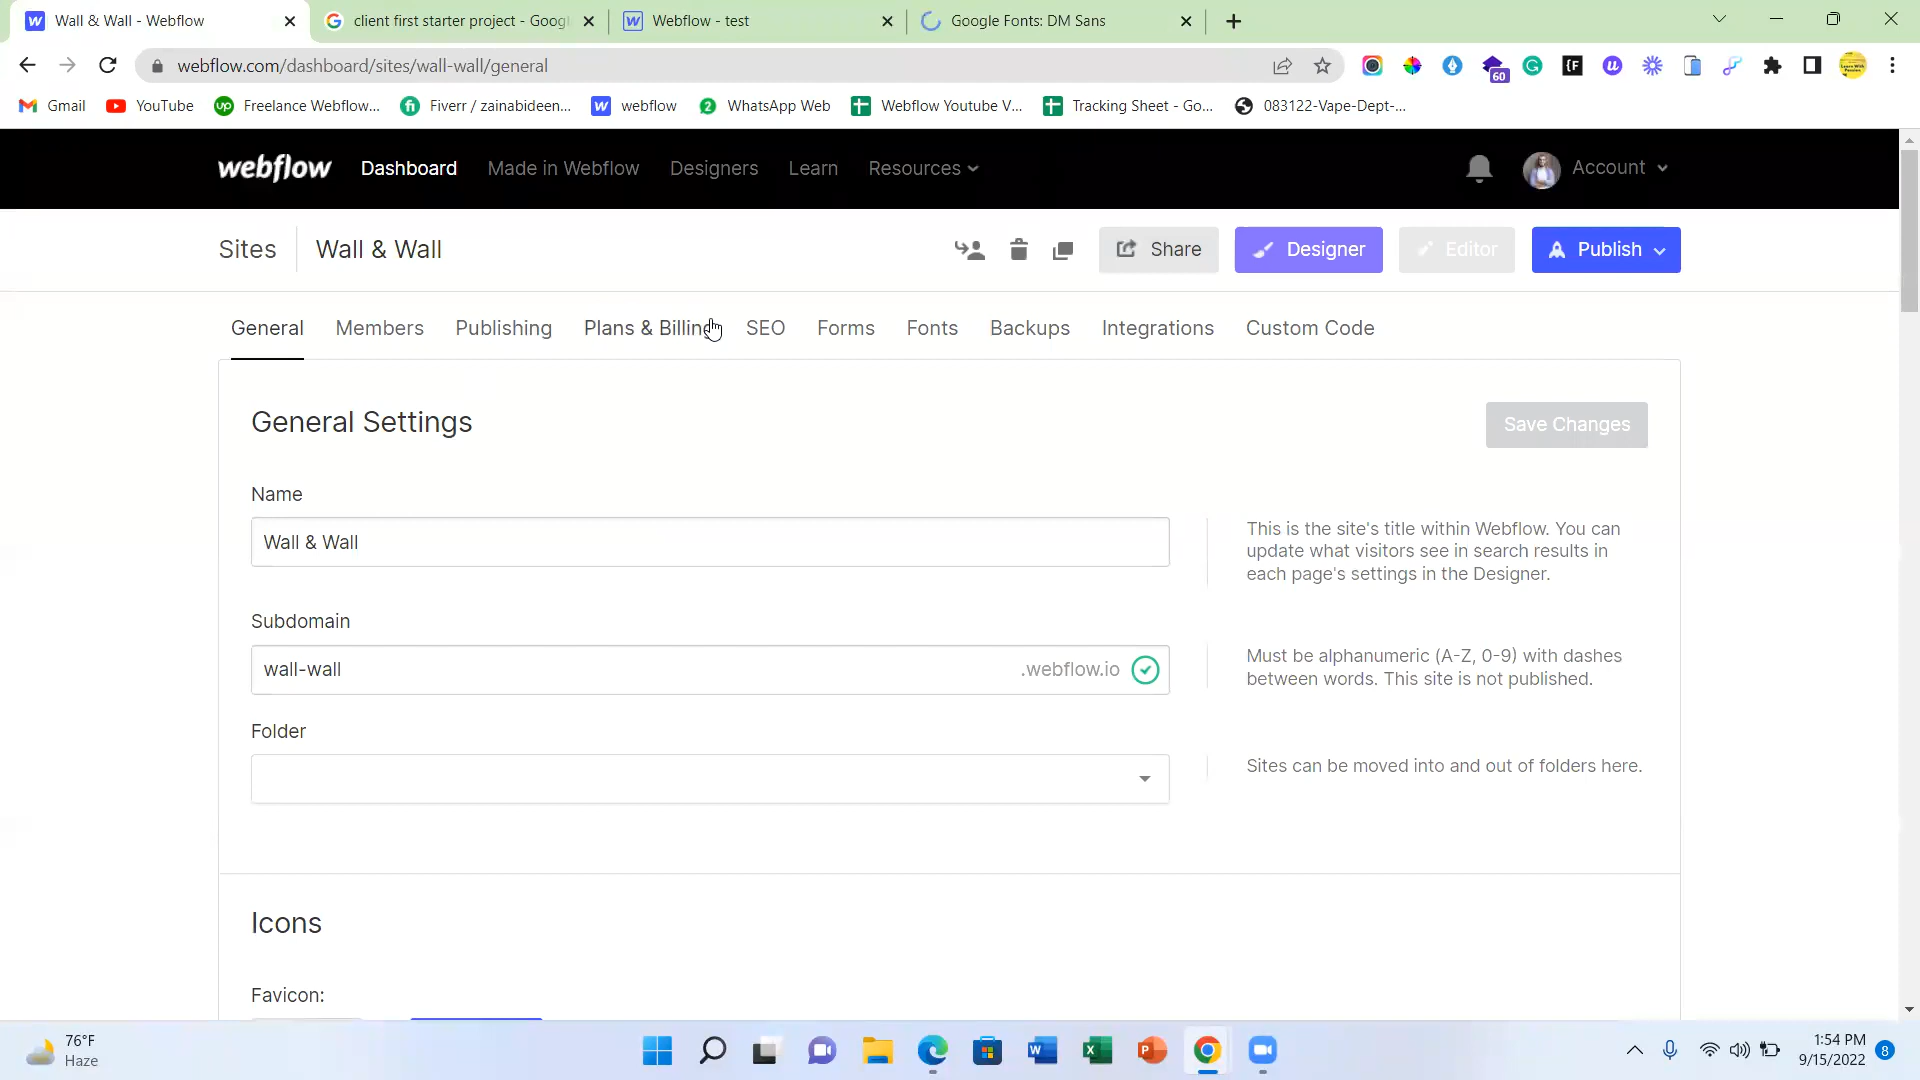 Wall & Wall - Webflow
client first starter project - Goog
Webflow - test
Google Fonts: DM Sans
webflow.com/dashboard/sites/wall-wall/general
60
Gmail
YouTube
Freelance Webflow...
Fiverr / zainabideen...
webflow
WhatsApp Web
Webflow Youtube V...
Tracking Sheet - Go...
083122-Vape-Dept-...
webflow
Dashboard
Made in Webflow
Designers
Learn
Resources
Account
Sites
Wall & Wall
Share
Designer
Editor
Publish
General
Members
Publishing
Plans & Billing
SEO
Forms
Fonts
Backups
Integrations
Custom Code
General Settings
Save Changes
Name
Wall & Wall
This is the site's title within Webflow. You can
update what visitors see in search results in
each page's settings in the Designer.
Subdomain
wall-wall
.webflow.io
Must be alphanumeric (A-Z, 0-9) with dashes
between words. This site is not published.
Folder
Sites can be moved into and out of folders here.
Icons
Favicon:
76°F
Haze
1:54 PM
9/15/2022
8